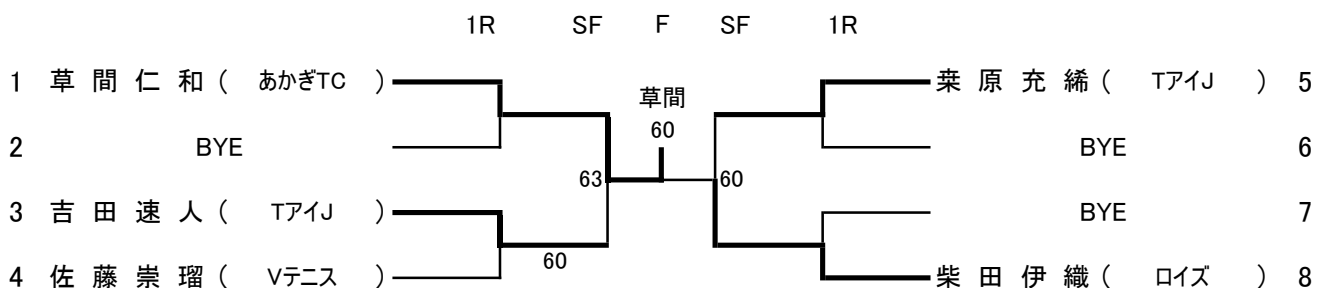 1R SF F SF 1R
1 草間仁和( あかぎTC ) 桒原充絺( TアイJ ) 5
草間
60
2 BYE BYE 6
63 60
3 吉田速人( TアイJ ) BYE 7
60
4 佐藤崇瑠( Vテニス ) 柴田伊織( ロイズ ) 8